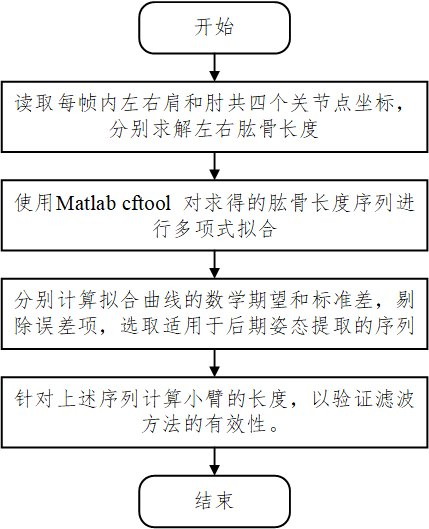 开始
读取每帧内左右肩和肘共四个关节点坐标，
分别求解左右肱骨长度
使用Matlab cftool 对求得的肱骨长度序列进
行多项式拟合
分别计算拟合曲线的数学期望和标准差，剔
除误差项，选取适用于后期姿态提取的序列
针对上述序列计算小臂的长度，以验证滤波
方法的有效性。
结束